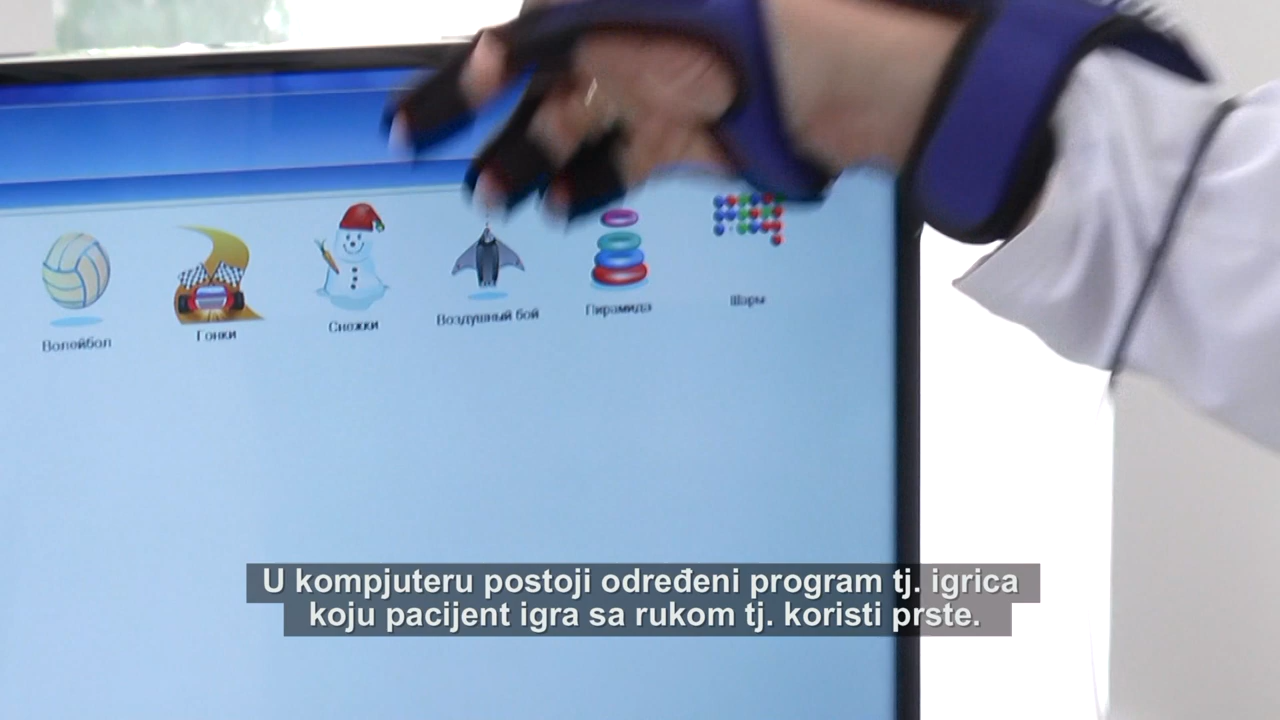 Волейбол
Гонки
Снежки
Воздушный бой
Пирамида
Шары
U kompjuteru postoji određeni program tj. igrica
koju pacijent igra sa rukom tj. koristi prste.